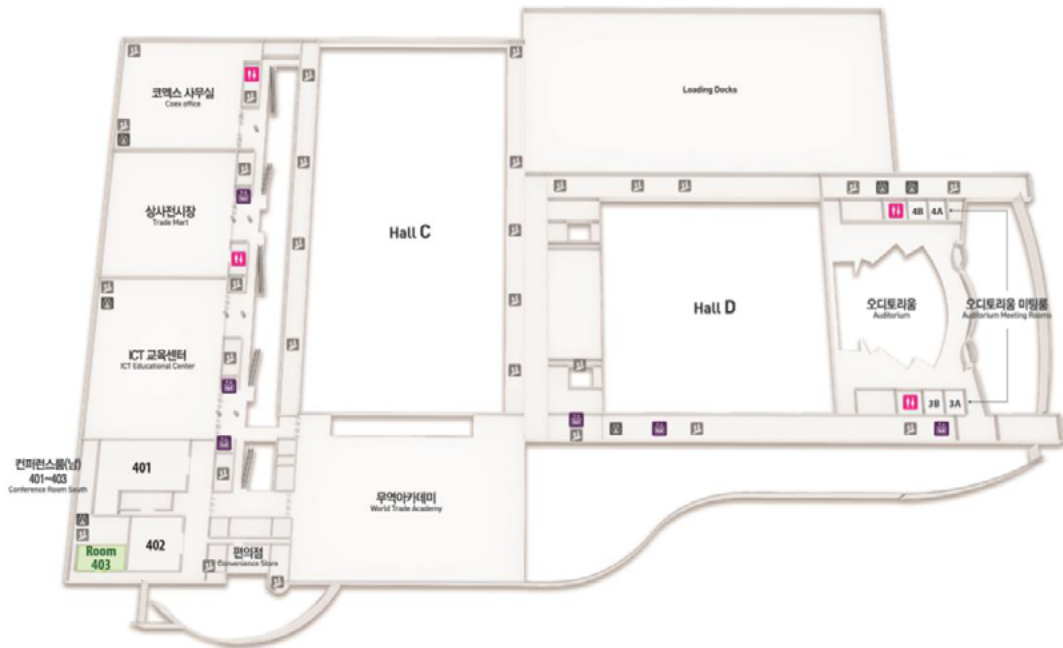 코엑스 사무실
Coex office
Loading Docks
상사전시장
Trade Mart
Hall C
4B
4A
Hall D
오디토리움
Auditorium
오디토리움 미팅룸
Auditorium Meeting Rooms
ICT 교육센터
ICT Educational Center
3B
3A
컨퍼런스룸(남)
401~403
Conference Room South
401
무역아카데미
World Trade Academy
402
Room
403
편의점
Convenience Store